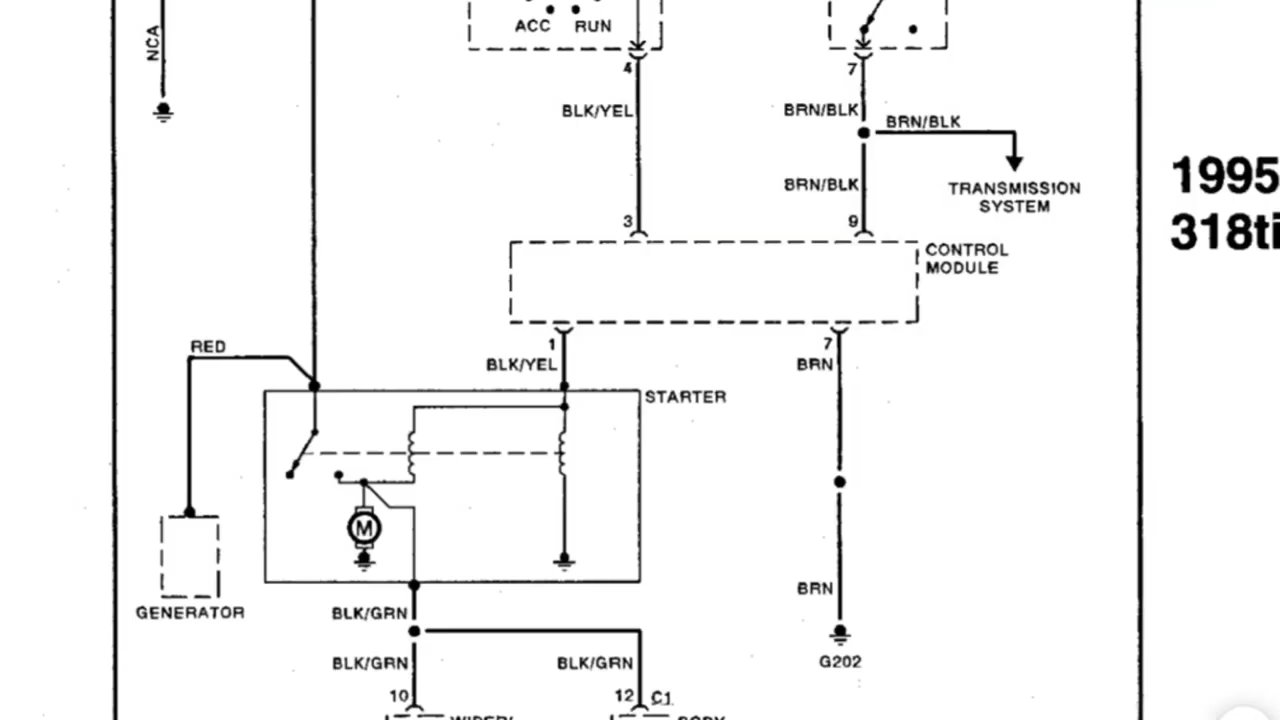 NCA
ACC RUN
4
7
BLK/YEL
BRN/BLK
BRN/BLK
BRN/BLK
TRANSMISSION
SYSTEM
1995
318ti
3
9
CONTROL
MODULE
1
7
RED
BLK/YEL
BRN
STARTER
M
GENERATOR
BLK/GRN
BRN
G202
BLK/GRN
BLK/GRN
10
12 C1